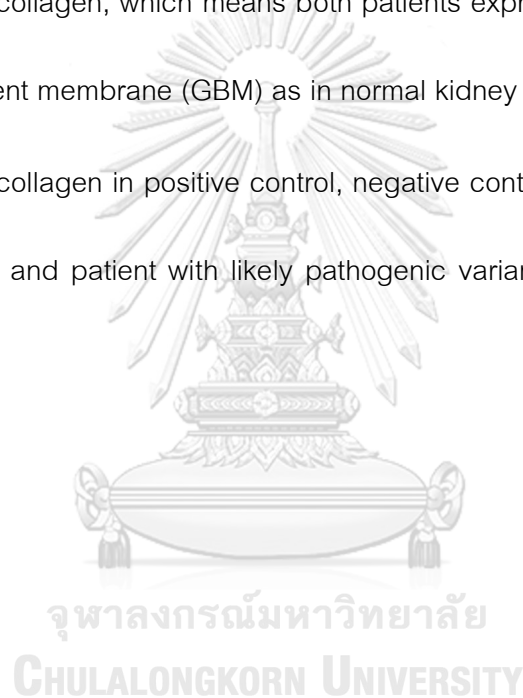 collagen, which means both patients expr
ent membrane (GBM) as in normal kidney
collagen in positive control, negative cont
and patient with likely pathogenic varian
จุฬาลงกรณ์มหาวิทยาลัย
CHULALONGKORN UNIVERSITY